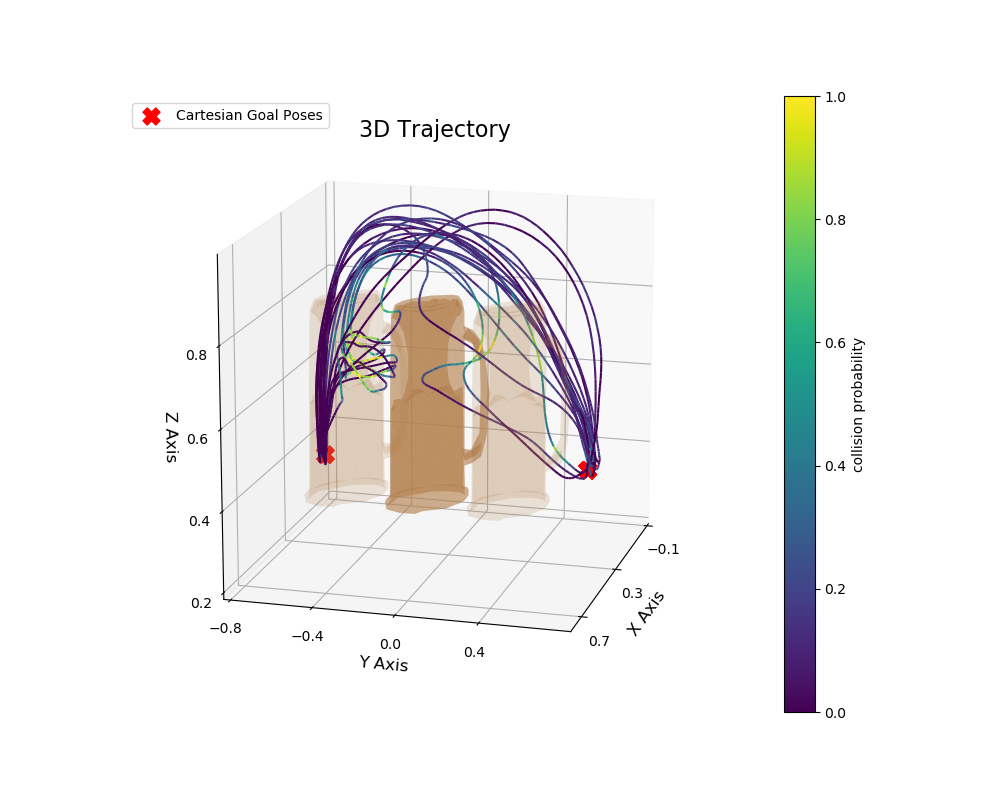 Cartesian Goal Poses
3D Trajectory
1.0
0.8
0.6
0.4
0.2
0.0
collision probability
0.8
0.6
0.4
0.2
Z Axis
−0.8
−0.4
0.0
0.4
Y Axis
−0.1
0.3
0.7
X Axis